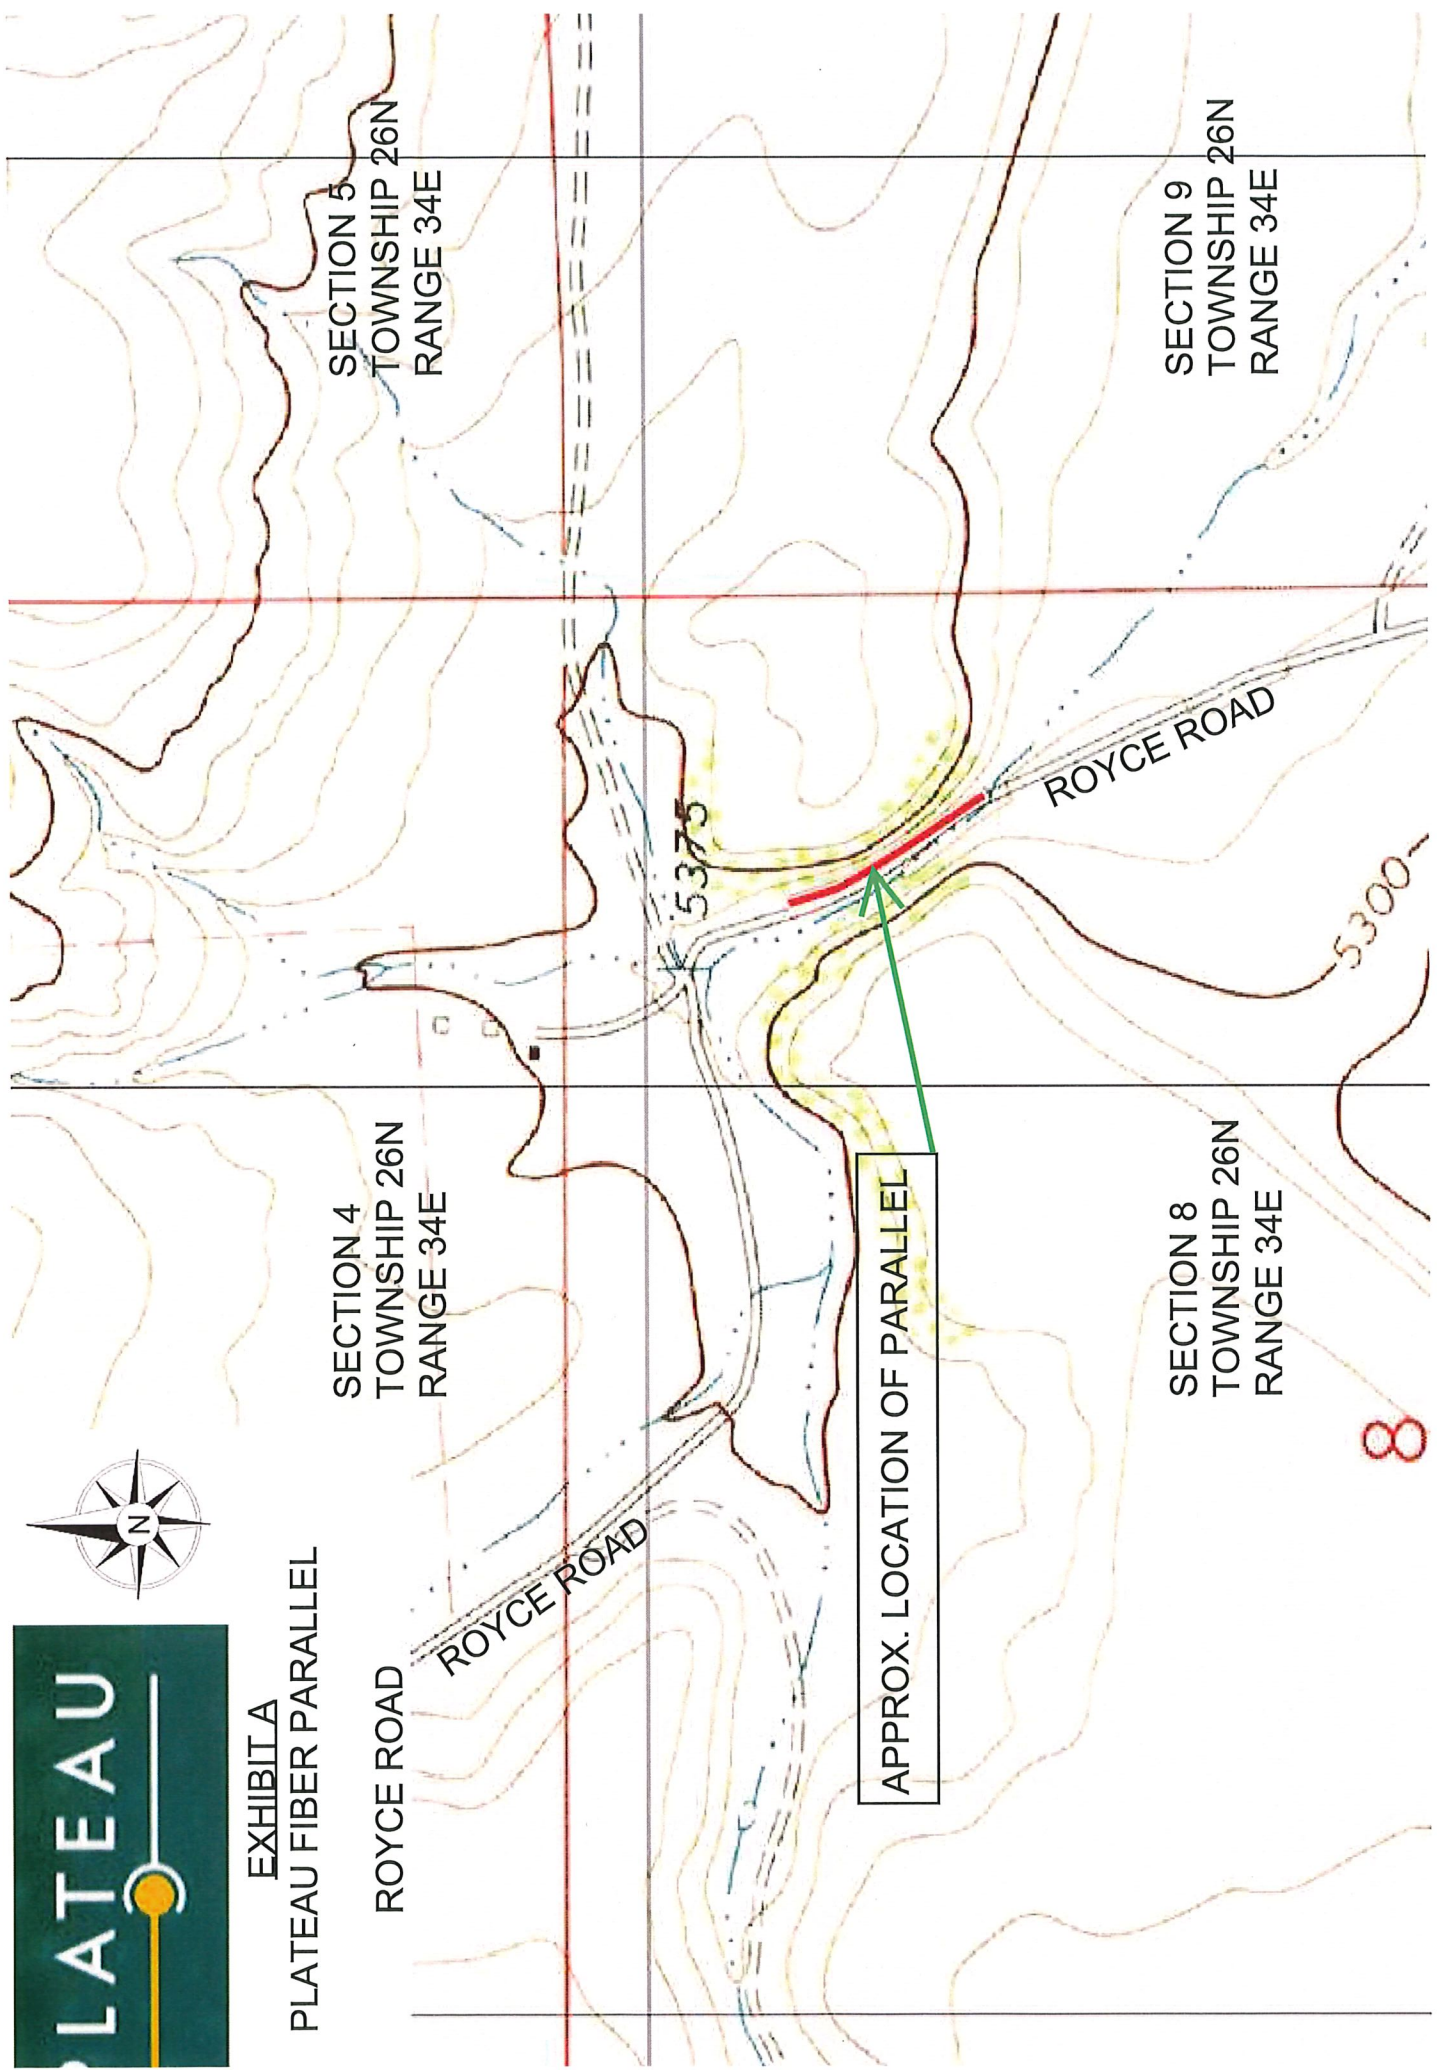 PLATEAU
N
EXHIBIT A
PLATEAU FIBER PARALLEL
ROYCE ROAD
SECTION 4
TOWNSHIP 26N
RANGE 34E
SECTION 5
TOWNSHIP 26N
RANGE 34E
ROYCE ROAD
5375
ROYCE ROAD
APPROX. LOCATION OF PARALLEL
SECTION 8
TOWNSHIP 26N
RANGE 34E
SECTION 9
TOWNSHIP 26N
RANGE 34E
5300
8